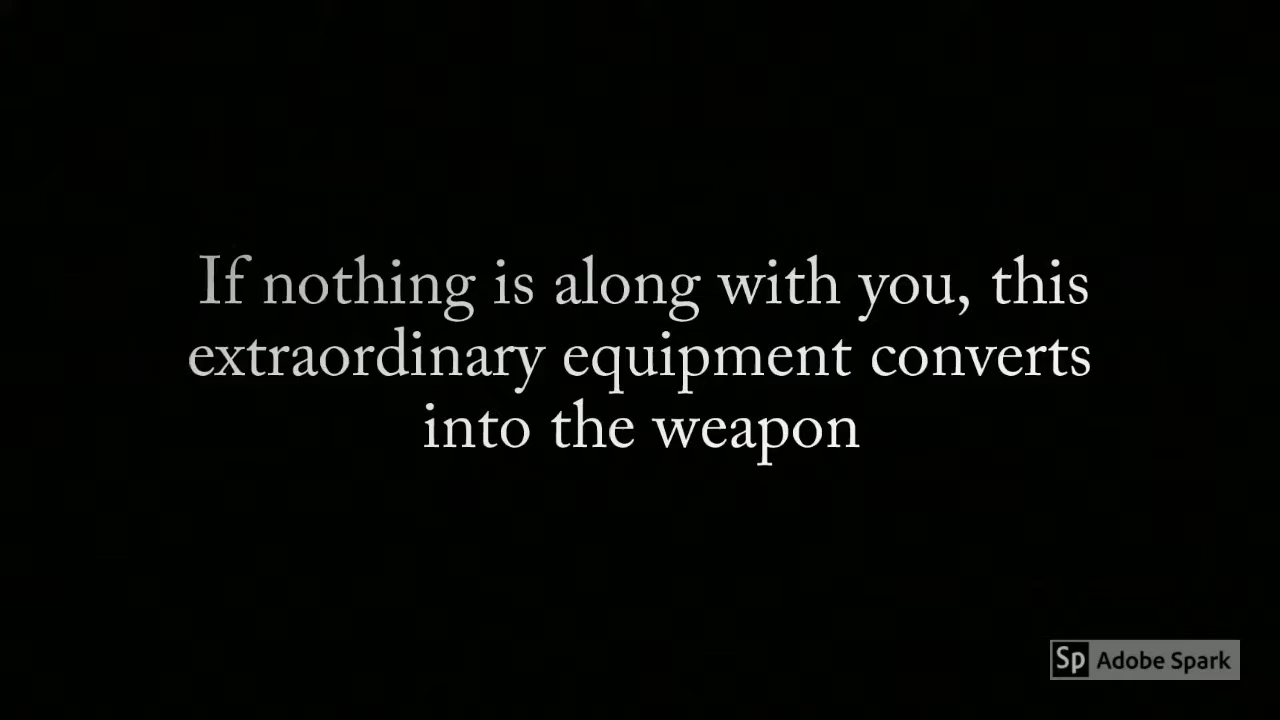 If nothing is along with you, this
extraordinary equipment converts
into the weapon
Sp Adobe Spark